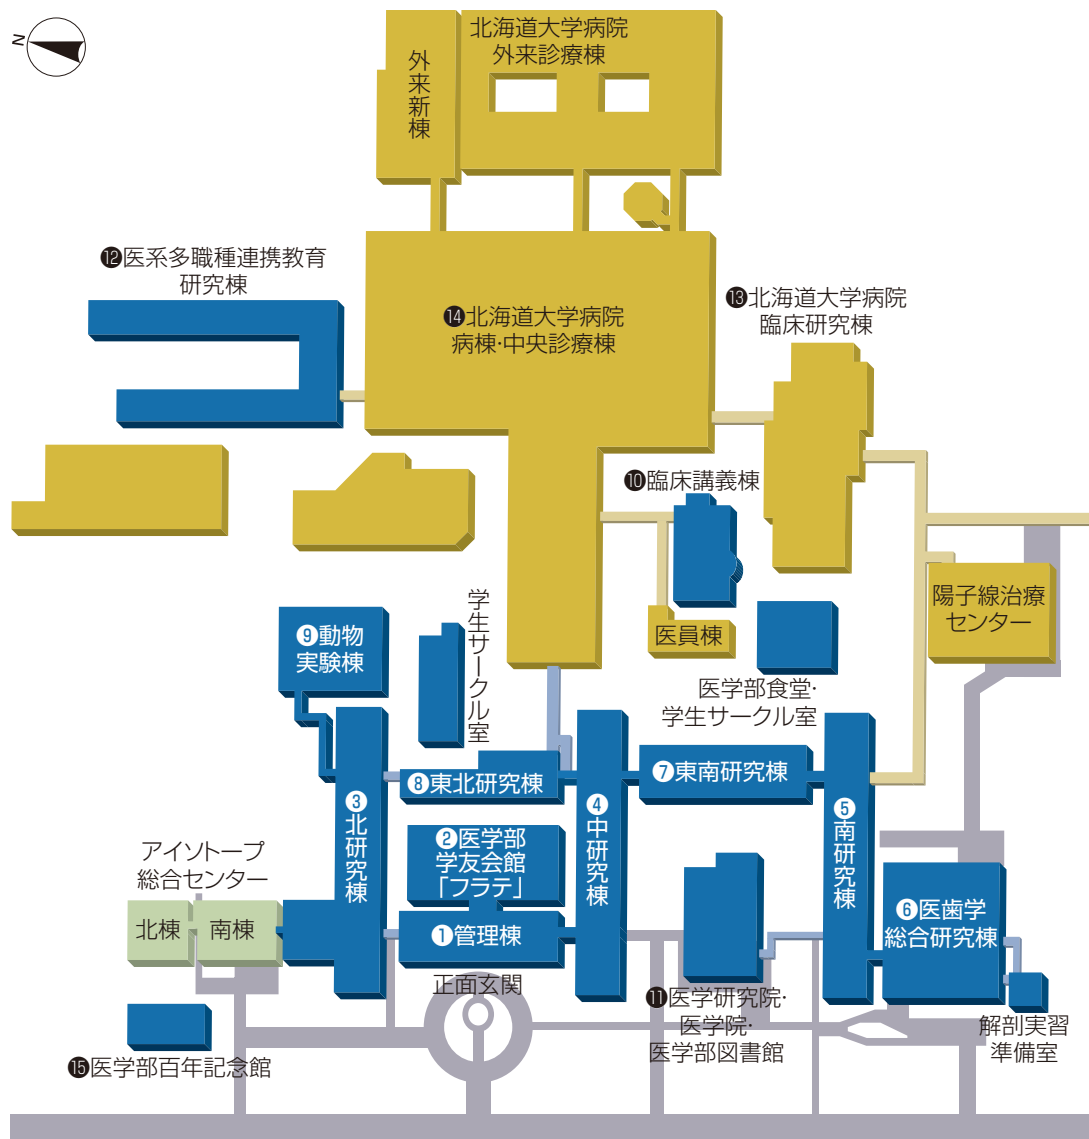 N
北海道大学病院
外来診療棟
外来新棟
⓬医系多職種連携教育
研究棟
⓮北海道大学病院
病棟・中央診療棟
⓭北海道大学病院
臨床研究棟
❿臨床講義棟
陽子線治療
センター
医員棟
学生サークル室
❾動物
実験棟
医学部食堂・
学生サークル室
❽東北研究棟
❼東南研究棟
❸北研究棟
❹中研究棟
❺南研究棟
❷医学部
学友会館
「フラテ」
アイソトープ
総合センター
北棟
南棟
❶管理棟
❻医歯学
総合研究棟
正面玄関
⓫医学研究院・
医学院・
医学部図書館
解剖実習
準備室
⓯医学部百年記念館